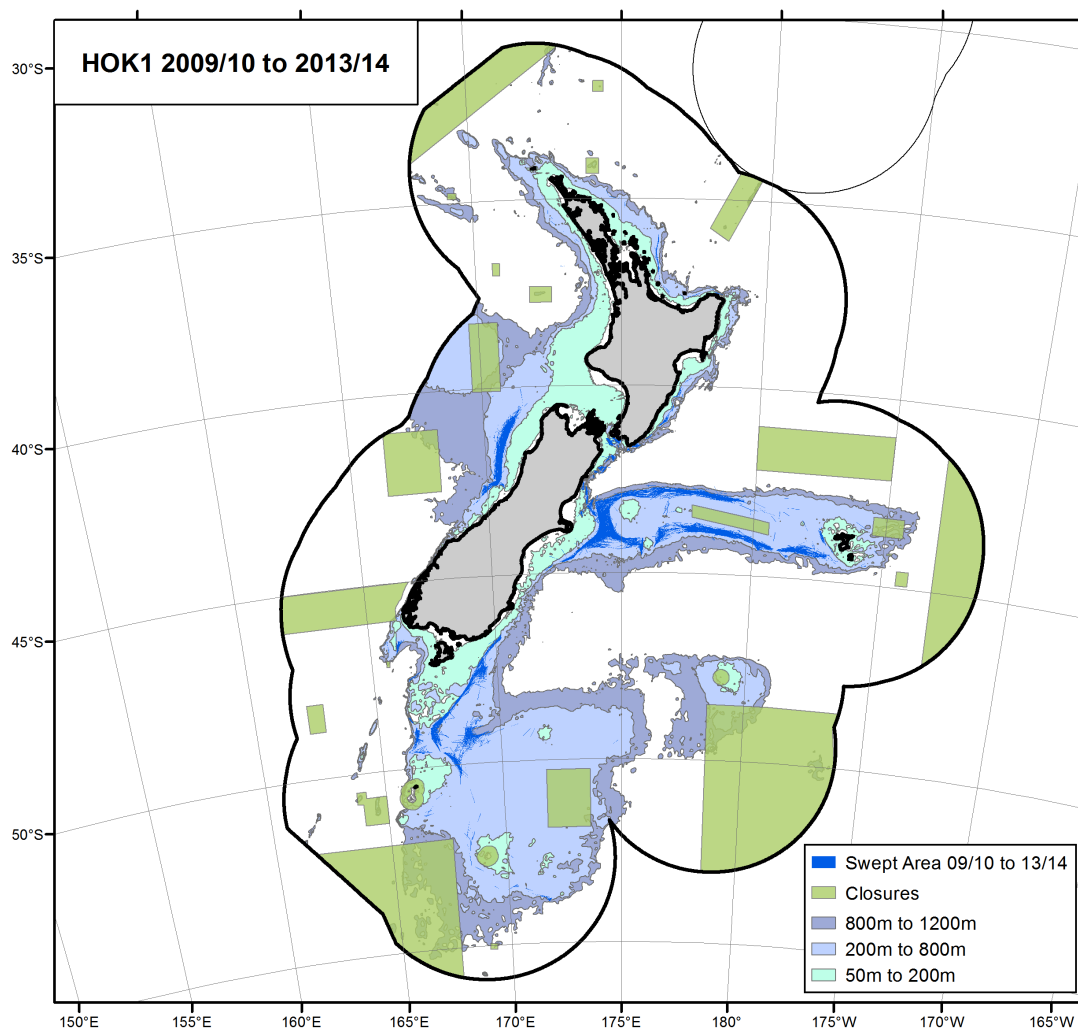 HOK1 2009/10 to 2013/14
30°S
35°S
40°S
45°S
50°S
Swept Area 09/10 to 13/14
Closures
800m to 1200m
200m to 800m
50m to 200m
150°E
155°E
160°E
165°E
170°E
175°E
180°
175°W
170°W
165°W